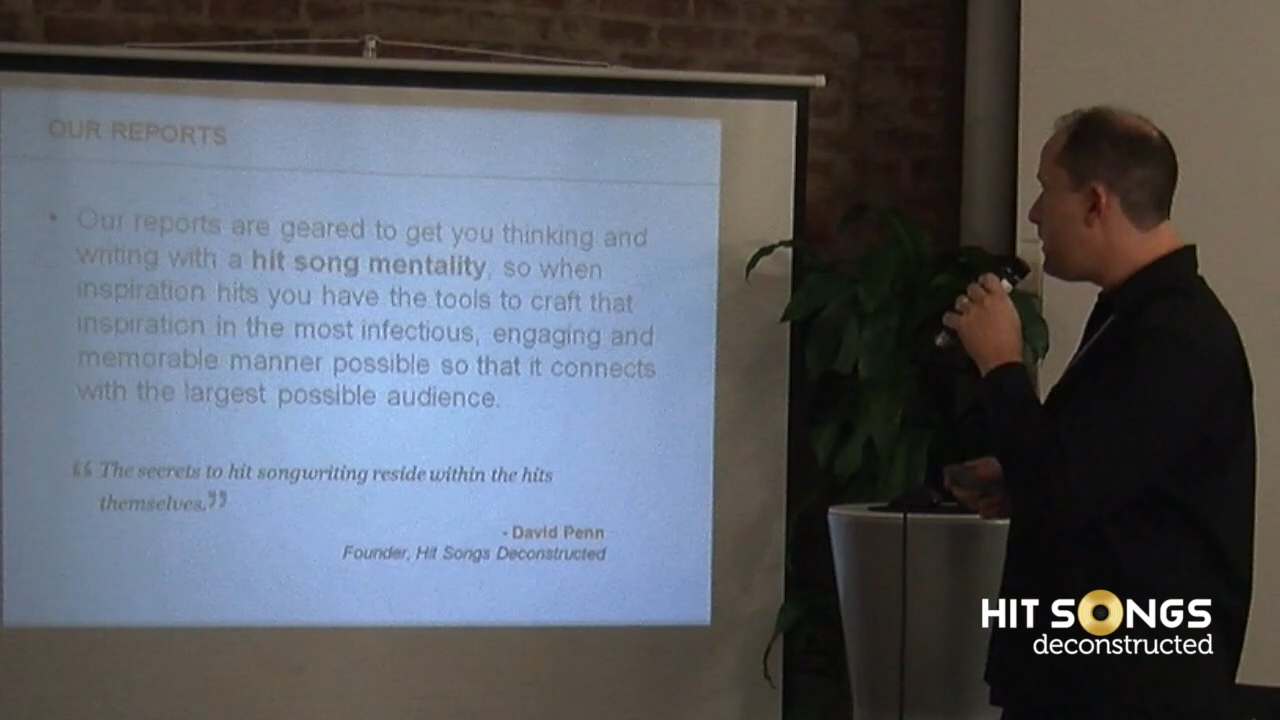 OUR REPORTS
• Our reports are geared to get you thinking and
writing with a hit song mentality, so when
inspiration hits you have the tools to craft that
inspiration in the most infectious, engaging and
memorable manner possible so that it connects
with the largest possible audience.
“ The secrets to hit songwriting reside within the hits
themselves.”
- David Penn
Founder, Hit Songs Deconstructed
HIT SONGS
deconstructed